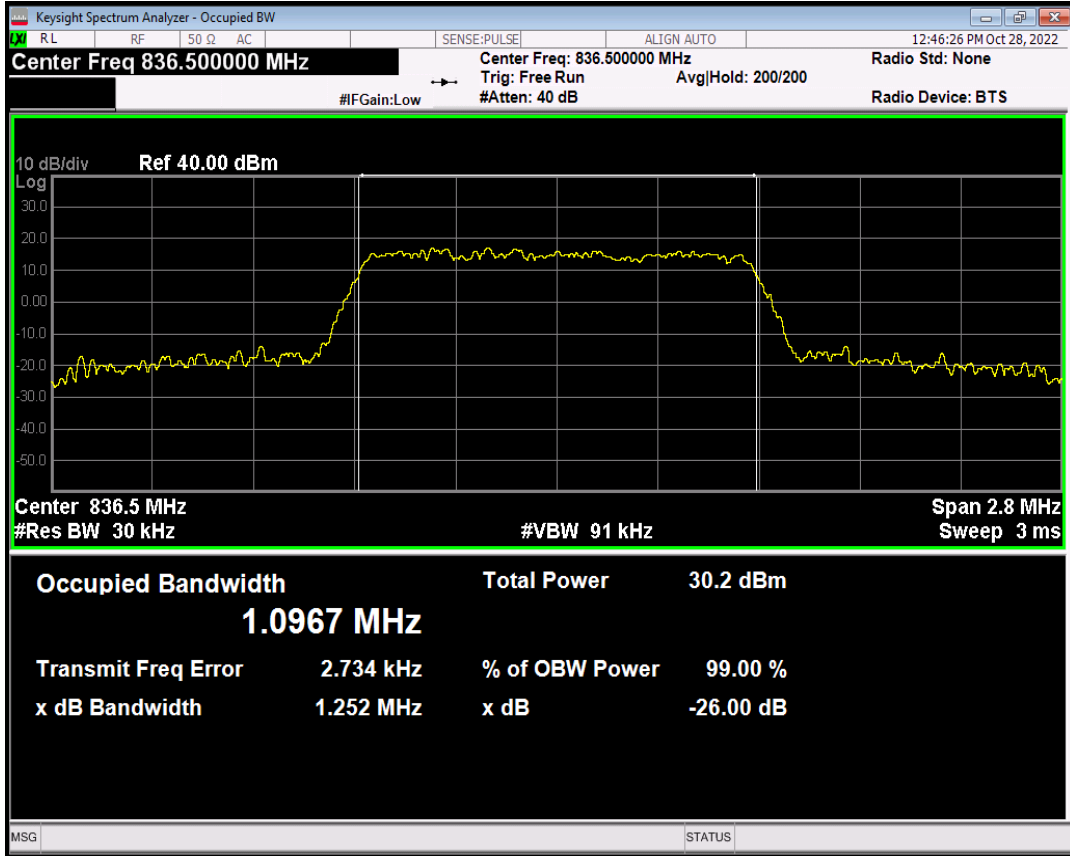 Keysight Spectrum Analyzer - Occupied BW
LXI RL RF 50 Ω AC SENSE:PULSE ALIGN AUTO 12:46:26 PM Oct 28, 2022
Center Freq 836.500000 MHz Center Freq: 836.500000 MHz Radio Std: None
Trig: Free Run Avg|Hold: 200/200
#IFGain:Low #Atten: 40 dB Radio Device: BTS
10 dB/div Ref 40.00 dBm
Log
30.0
20.0
10.0
0.00
-10.0
-20.0
-30.0
-40.0
-50.0
Center 836.5 MHz Span 2.8 MHz
#Res BW 30 kHz #VBW 91 kHz Sweep 3 ms
Occupied Bandwidth Total Power 30.2 dBm
1.0967 MHz
Transmit Freq Error 2.734 kHz % of OBW Power 99.00 %
x dB Bandwidth 1.252 MHz x dB -26.00 dB
MSG STATUS